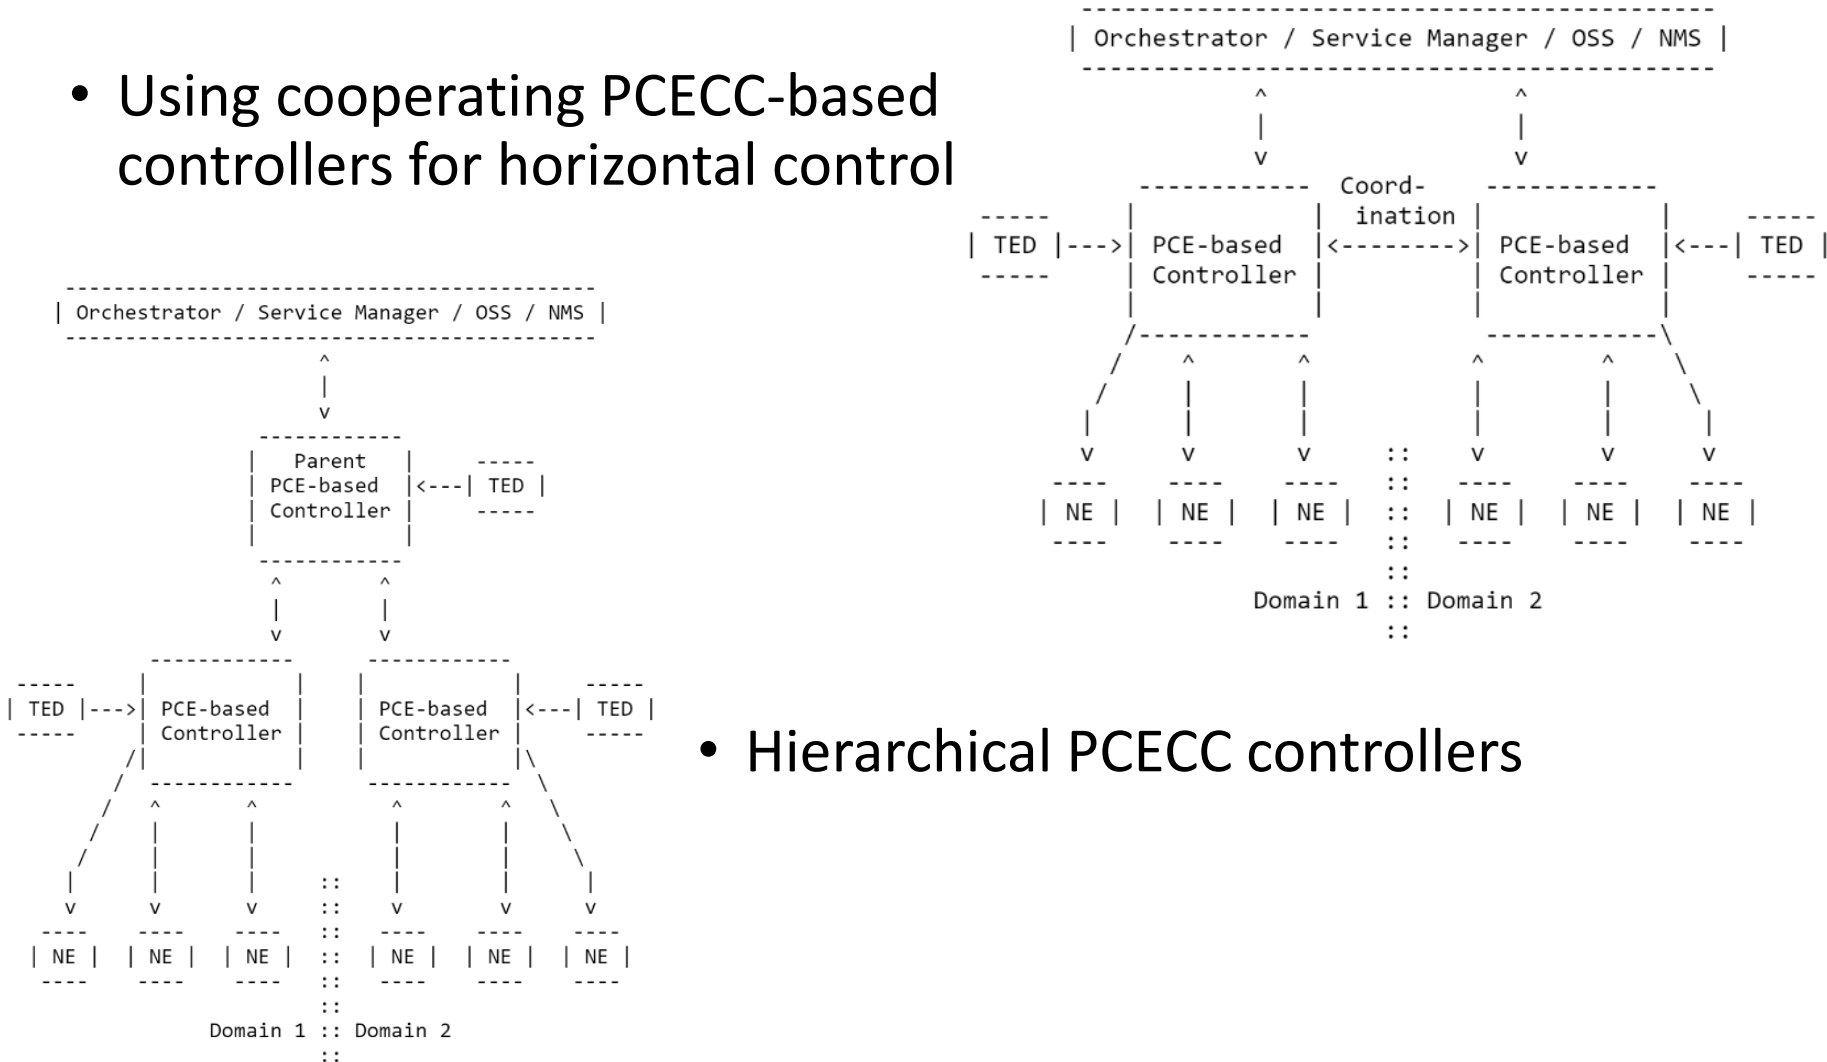 • Using cooperating PCECC-based
controllers for horizontal control
------------------------------------------
| Orchestrator / Service Manager / OSS / NMS |
------------------------------------------
^ ^
| |
v v
------------ Coord- ------------
----- | | ination | | -----
| TED |--->| PCE-based |<-------->| PCE-based |<---| TED |
----- | Controller | | Controller | -----
| | | |
/------------ ------------\
/ ^ ^ ^ ^ \
/ | | | | \
| | | | | |
v v v :: v v v
---- ---- ---- :: ---- ---- ----
| NE | | NE | | NE | :: | NE | | NE | | NE |
---- ---- ---- :: ---- ---- ----
::
Domain 1 :: Domain 2
::
------------------------------------------
| Orchestrator / Service Manager / OSS / NMS |
------------------------------------------
^
|
v
------------
| Parent | -----
| PCE-based |<---| TED |
| Controller | -----
| |
------------
^ ^
| |
v v
------------ ------------
----- | | | | -----
| TED |--->| PCE-based | | PCE-based |<---| TED |
----- | Controller | | Controller | -----
/| | | |\
/ ------------ ------------ \
/ ^ ^ ^ ^ \
/ | | | | \
/ | | | | \
| | | :: | | |
v v v :: v v v
---- ---- ---- :: ---- ---- ----
| NE | | NE | | NE | :: | NE | | NE | | NE |
---- ---- ---- :: ---- ---- ----
::
Domain 1 :: Domain 2
::
• Hierarchical PCECC controllers